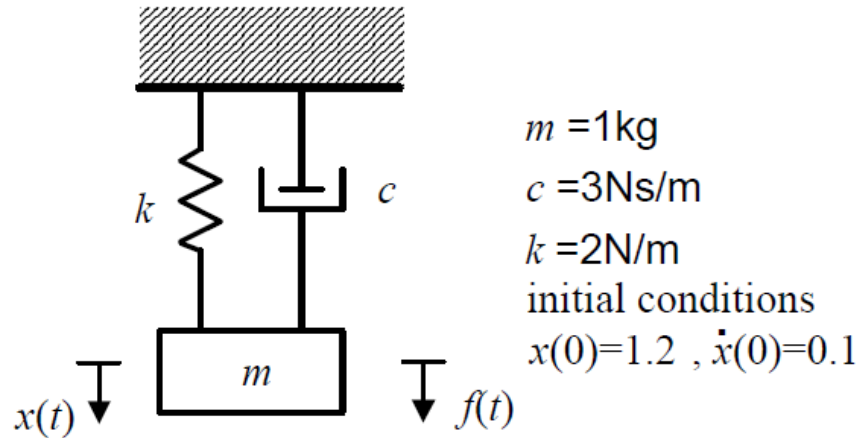 k
c
m
x(t)
f(t)
m =1kg
c =3Ns/m
k =2N/m
initial conditions
x(0)=1.2 , ẋ(0)=0.1